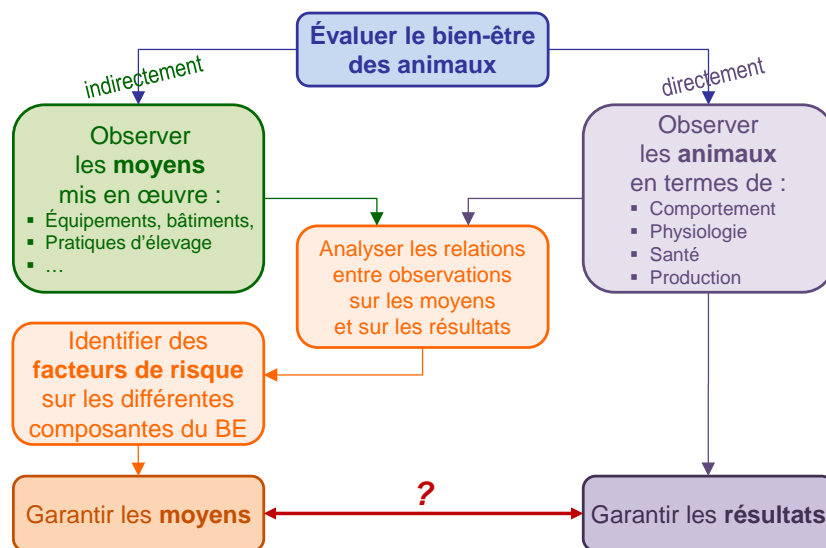 Évaluer le bien-être
des animaux
indirectement
directement
Observer
les moyens
mis en œuvre :
▪ Équipements, bâtiments,
▪ Pratiques d'élevage
▪ …
Observer
les animaux
en termes de :
▪ Comportement
▪ Physiologie
▪ Santé
▪ Production
Analyser les relations
entre observations
sur les moyens
et sur les résultats
Identifier des
facteurs de risque
sur les différentes
composantes du BE
Garantir les moyens
?
Garantir les résultats